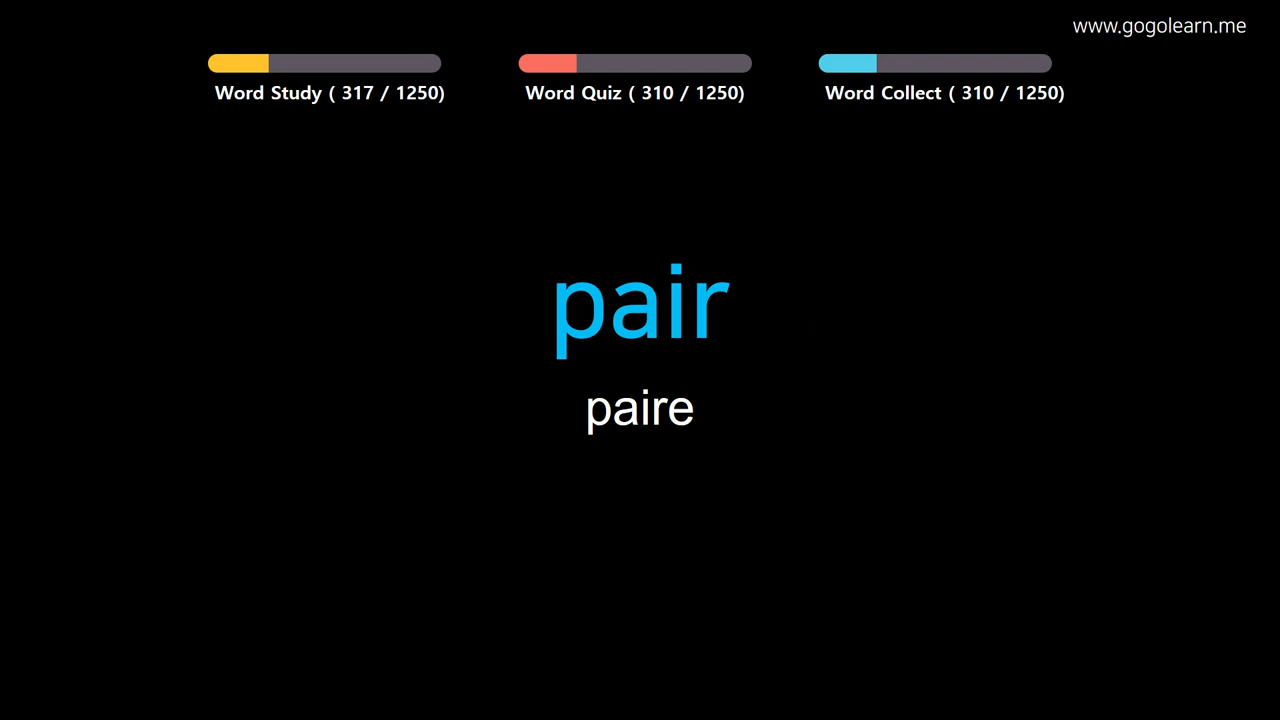 www.gogolearn.me
Word Study ( 317 / 1250)
Word Quiz ( 310 / 1250)
Word Collect ( 310 / 1250)
pair
paire